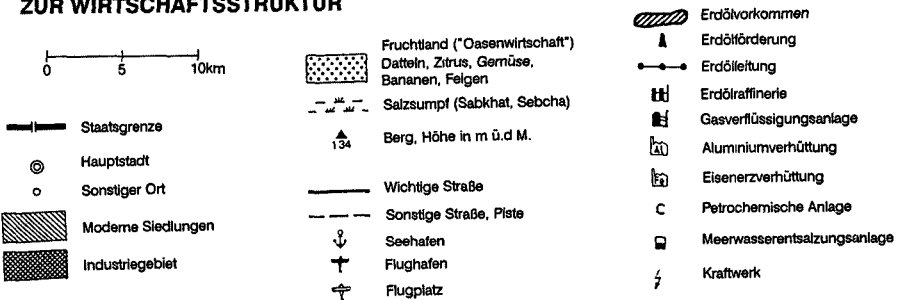 ZUR WIRTSCHAFTSSTRUKTUR
0 5 10km
Staatsgrenze
Hauptstadt
Sonstiger Ort
Moderne Siedlungen
Industriegebiet
Fruchtland ("Oasenwirtschaft")
Datteln, Zitrus, Gemüse,
Bananen, Feigen
Salzsumpf (Sabkhat, Sebcha)
134
Berg, Höhe in m ü.d M.
Wichtige Straße
Sonstige Straße, Piste
Seehafen
Flughafen
Flugplatz
Erdölvorkommen
Erdölförderung
Erdölleitung
Erdölraffinerie
Gasverflüssigungsanlage
Al
Aluminiumverhüttung
Fe
Eisenerzverhüttung
C
Petrochemische Anlage
Meerwasserentsalzungsanlage
Kraftwerk